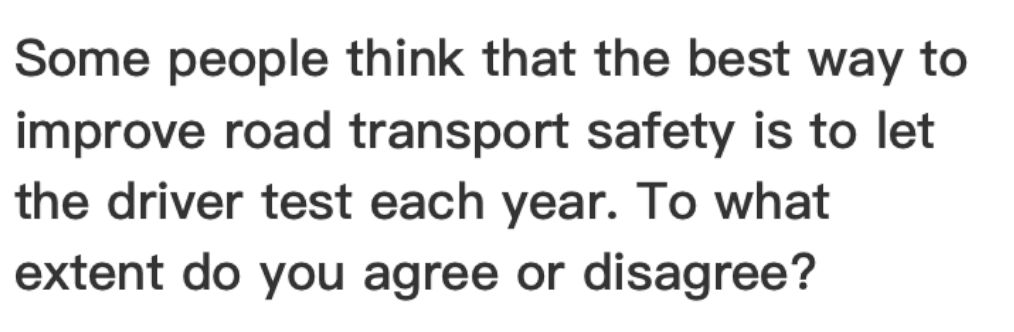 Some people think that the best way to
improve road transport safety is to let
the driver test each year. To what
extent do you agree or disagree?